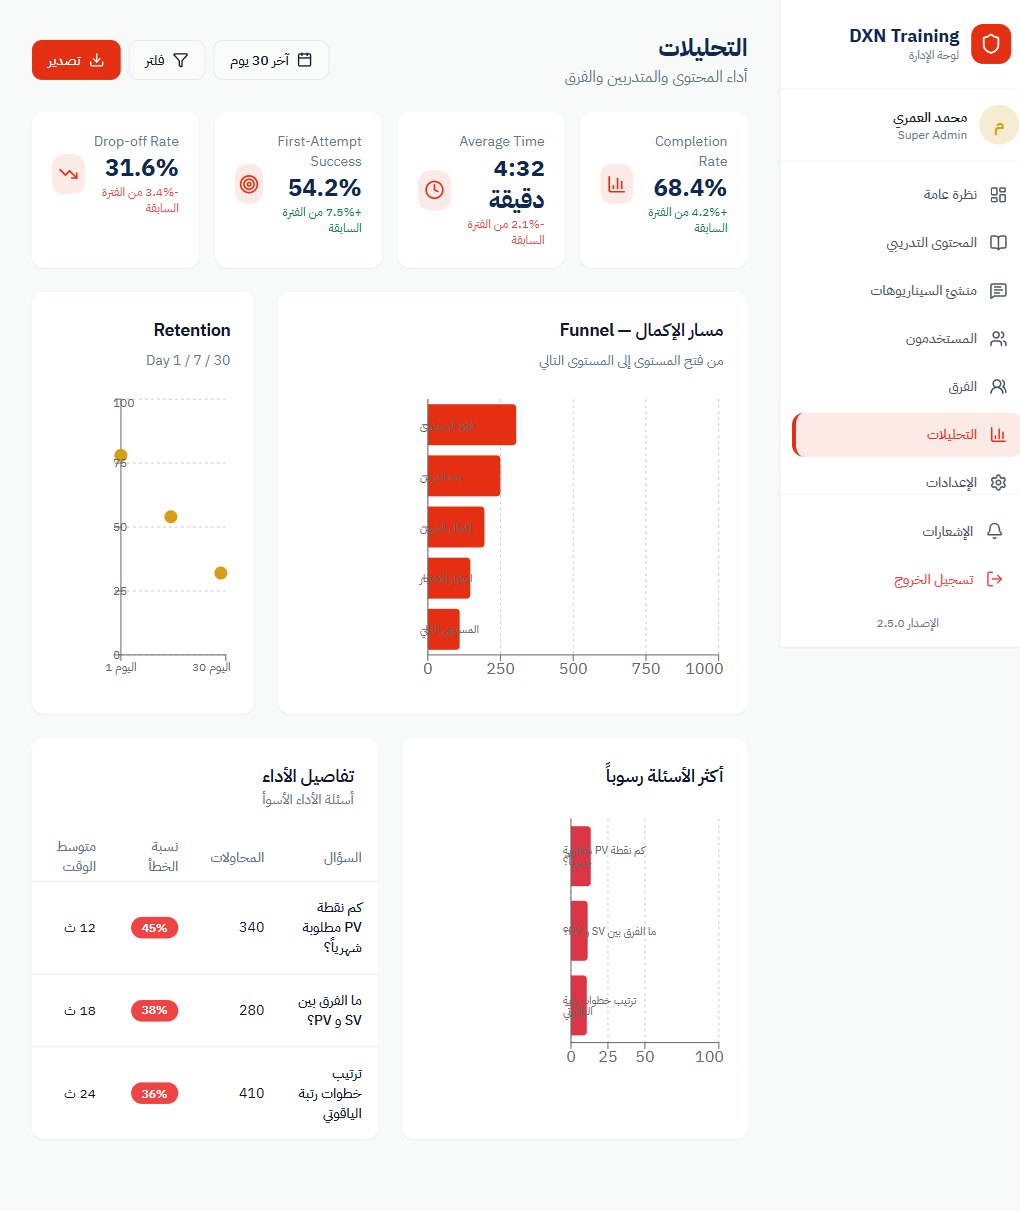 DXN Training
لوحة الإدارة
محمد العمري
Super Admin
م
نظرة عامة
المحتوى التدريبي
منشئ السيناريوهات
المستخدمون
الفرق
التحليلات
الإعدادات
الإشعارات
تسجيل الخروج
الإصدار 2.5.0
التحليلات
أداء المحتوى والمتدربين والفرق
آخر 30 يوم
فلتر
تصدير
Completion
Rate
68.4%
+4.2% من الفترة
السابقة
Average Time
4:32
دقيقة
-2.1% من الفترة
السابقة
First-Attempt
Success
54.2%
+7.5% من الفترة
السابقة
Drop-off Rate
31.6%
-3.4% من الفترة
السابقة
مسار الإكمال — Funnel
من فتح المستوى إلى المستوى التالي
فتح المستوى
المستوى التالي
0 250 500 750 1000
Retention
Day 1 / 7 / 30
100
75
50
25
0
اليوم 1
اليوم 30
أكثر الأسئلة رسوباً
كم نقطة PV مطلوبة
شهرياً؟
ما الفرق بين SV و PV؟
ترتيب خطوات رتبة
الياقوتي
0 25 50 100
تفاصيل الأداء
أسئلة الأداء الأسوأ
السؤال
المحاولات
نسبة
الخطأ
متوسط
الوقت
كم نقطة
PV مطلوبة
شهرياً؟
340
45%
12 ث
ما الفرق بين
SV و PV؟
280
38%
18 ث
ترتيب
خطوات رتبة
الياقوتي
410
36%
24 ث